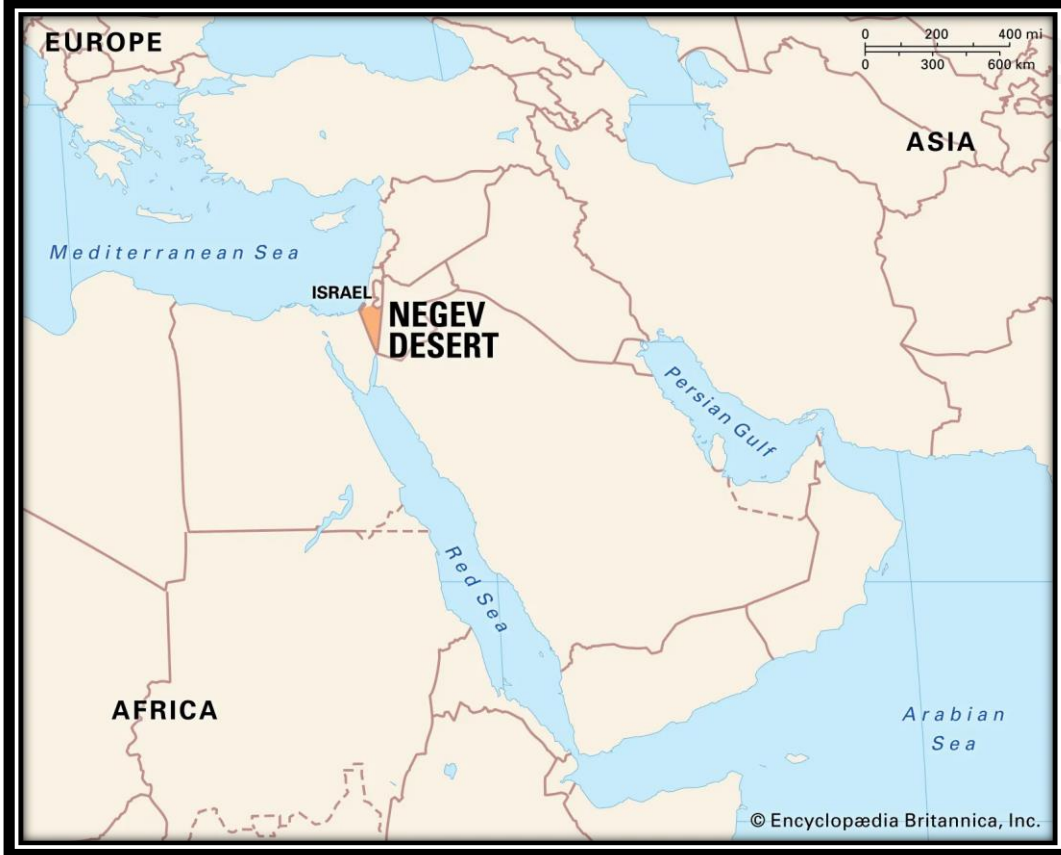 EUROPE
0 200 400 mi
0 300 600 km
ASIA
Mediterranean Sea
ISRAEL
NEGEV
DESERT
Persian Gulf
Red Sea
AFRICA
Arabian
Sea
© Encyclopædia Britannica, Inc.